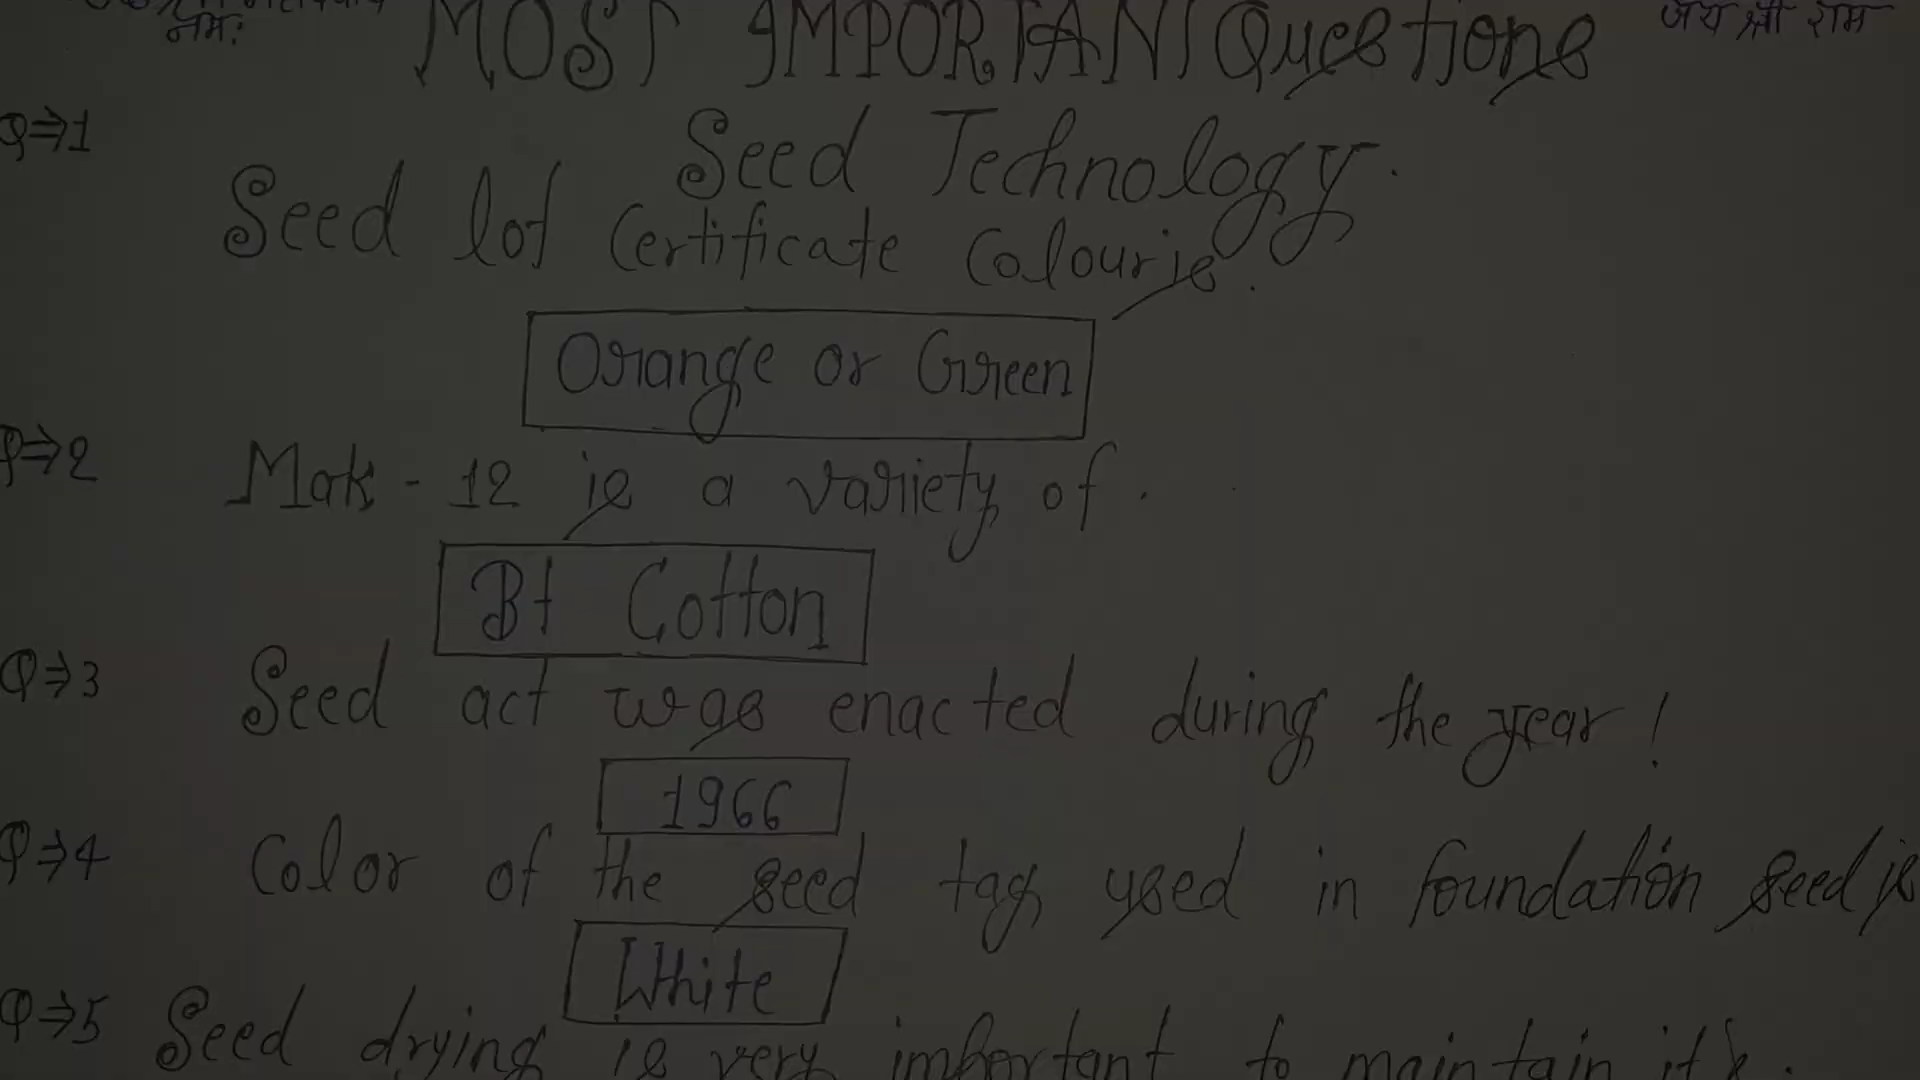 नमः
MOST IMPORTANT Questions
जय श्री राम
Seed Technology.
Q⇒1
Seed lot Certificate Colour is.
Orange or Green
Q⇒2 Mak - 12 is a variety of.
Bt Cotton
Q⇒3 Seed act was enacted during the year!
1966
Q⇒4 Color of the seed tag used in foundation seed is
White
Q⇒5 Seed drying is very important to maintain it's.